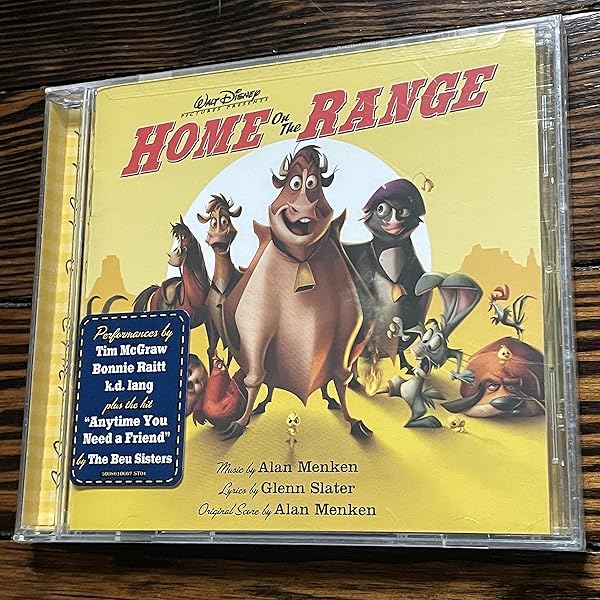 Walt Disney
PICTURES PRESENTS
HOME On The RANGE
Performances by
Tim McGraw
Bonnie Raitt
k.d. lang
plus the hit
"Anytime You
Need a Friend"
by The Beu Sisters
Music by Alan Menken
Lyrics by Glenn Slater
Original Score by Alan Menken